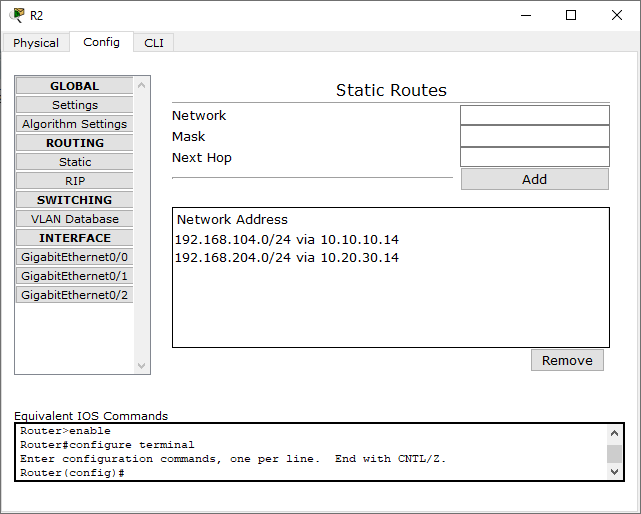 R2
Physical
Config
CLI
GLOBAL
Settings
Algorithm Settings
ROUTING
Static
RIP
SWITCHING
VLAN Database
INTERFACE
GigabitEthernet0/0
GigabitEthernet0/1
GigabitEthernet0/2
Static Routes
Network
Mask
Next Hop
Add
Network Address
192.168.104.0/24 via 10.10.10.14
192.168.204.0/24 via 10.20.30.14
Remove
Equivalent IOS Commands
Router>enable
Router#configure terminal
Enter configuration commands, one per line.  End with CNTL/Z.
Router(config)#